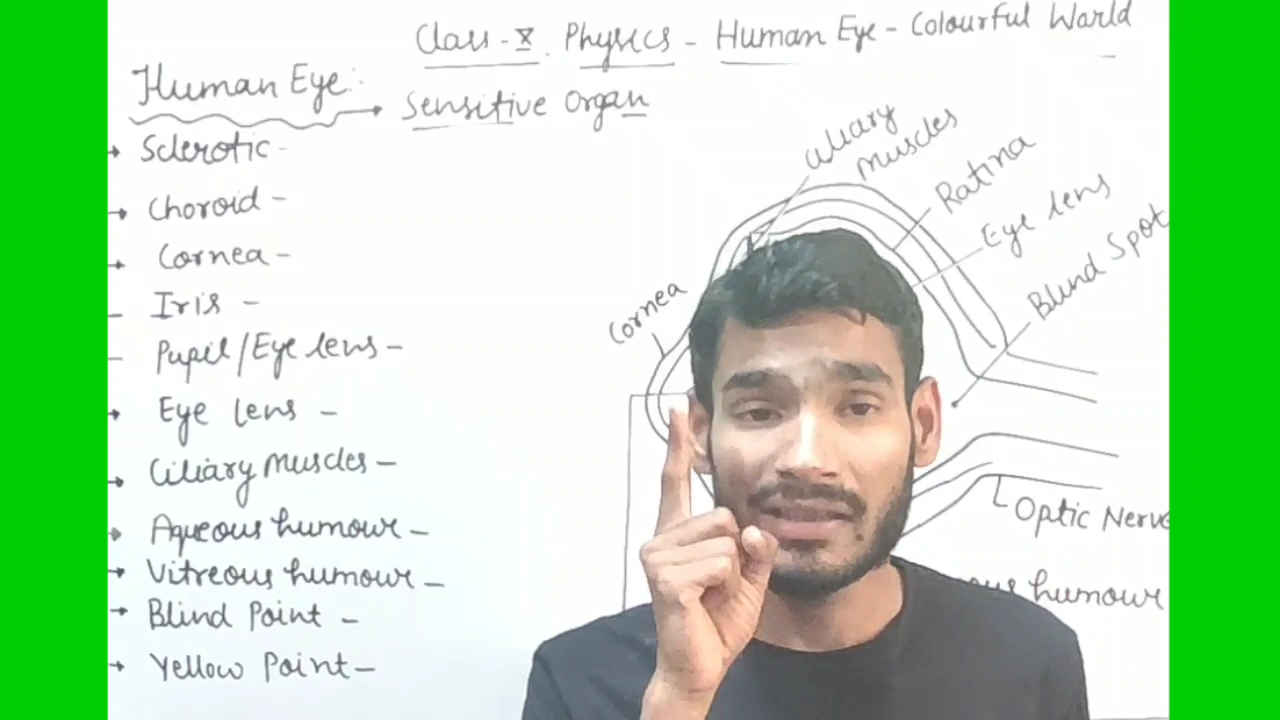 Class-X. Physics - Human Eye - Colourful World
Human Eye:
Sensitive Organ
Sclerotic -
Choroid -
Cornea -
Iris -
Pupil/Eye lens -
Eye lens -
Ciliary Muscles -
Aqueous humour -
Vitreous humour -
Blind Point -
Yellow Point -
Ciliary
Muscles
Ratina
Eye lens
Blind Spot
Cornea
Optic Nerve
humour